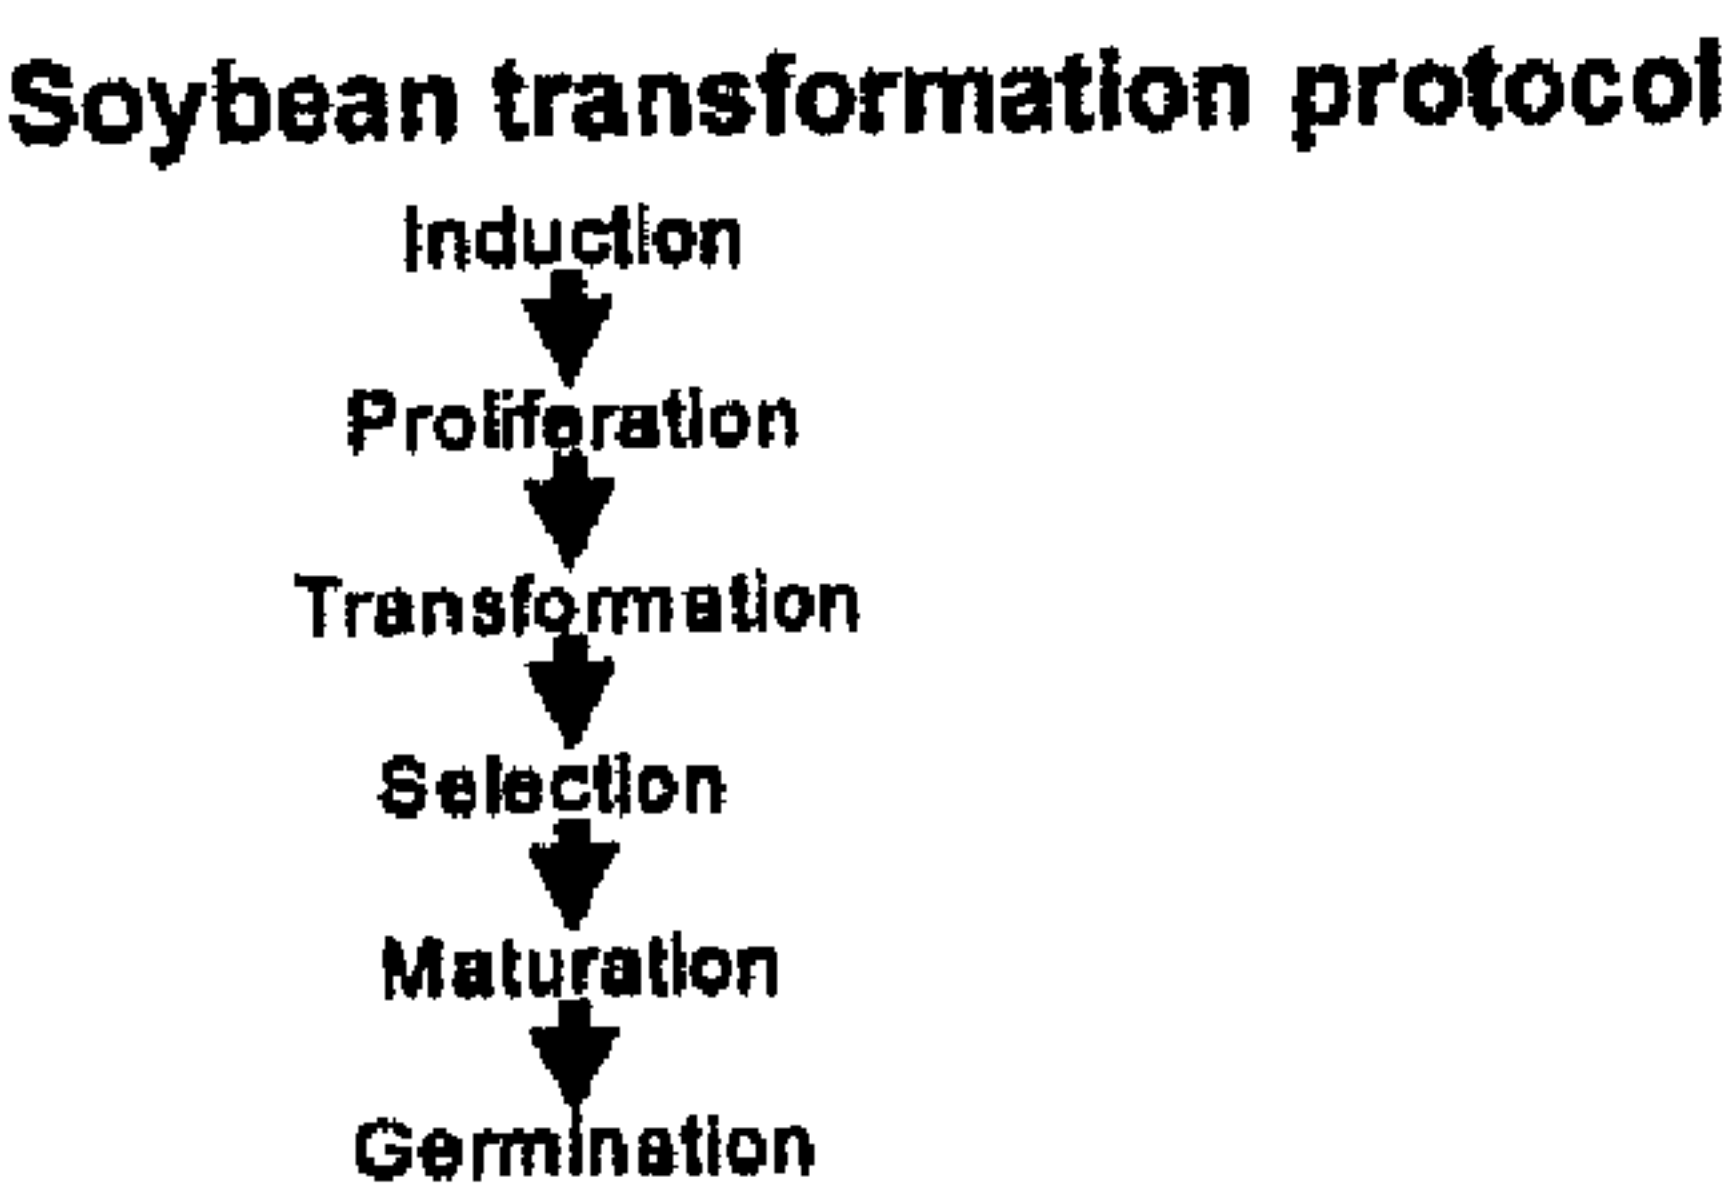 Soybean transformation protocol
Induction
Proliferation
Transformation
Selection
Maturation
Germination